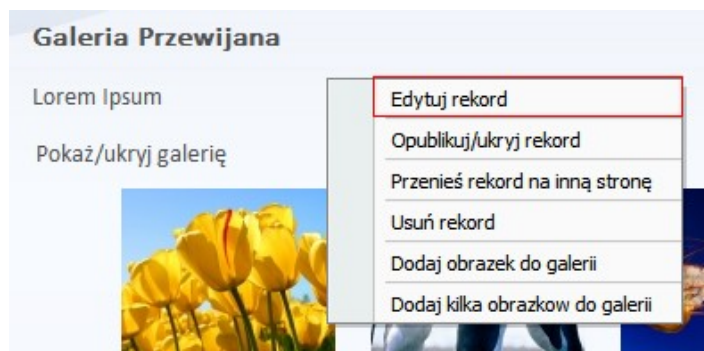 Galeria Przewijana
Lorem Ipsum
Edytuj rekord
Pokaż/ukryj galerię
Opublikuj/ukryj rekord
Przenieś rekord na inną stronę
Usuń rekord
Dodaj obrazek do galerii
Dodaj kilka obrazkow do galerii